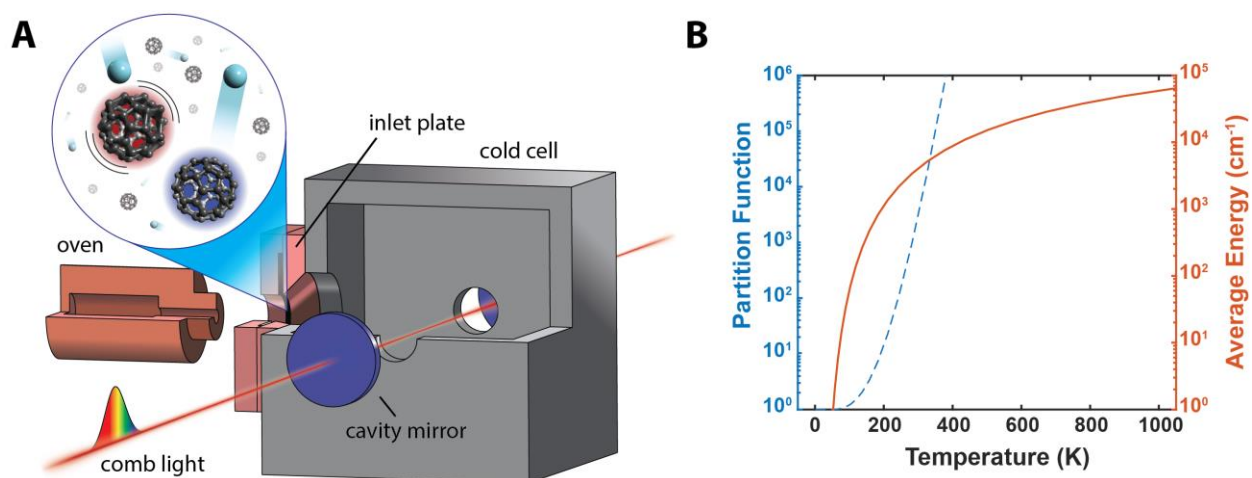 A
inlet plate
cold cell
oven
cavity mirror
comb light
B
Partition Function
10⁶
10⁵
10⁴
10³
10²
10¹
10⁰
Average Energy (cm⁻¹)
10⁵
10⁴
10³
10²
10¹
10⁰
0 200 400 600 800 1000
Temperature (K)